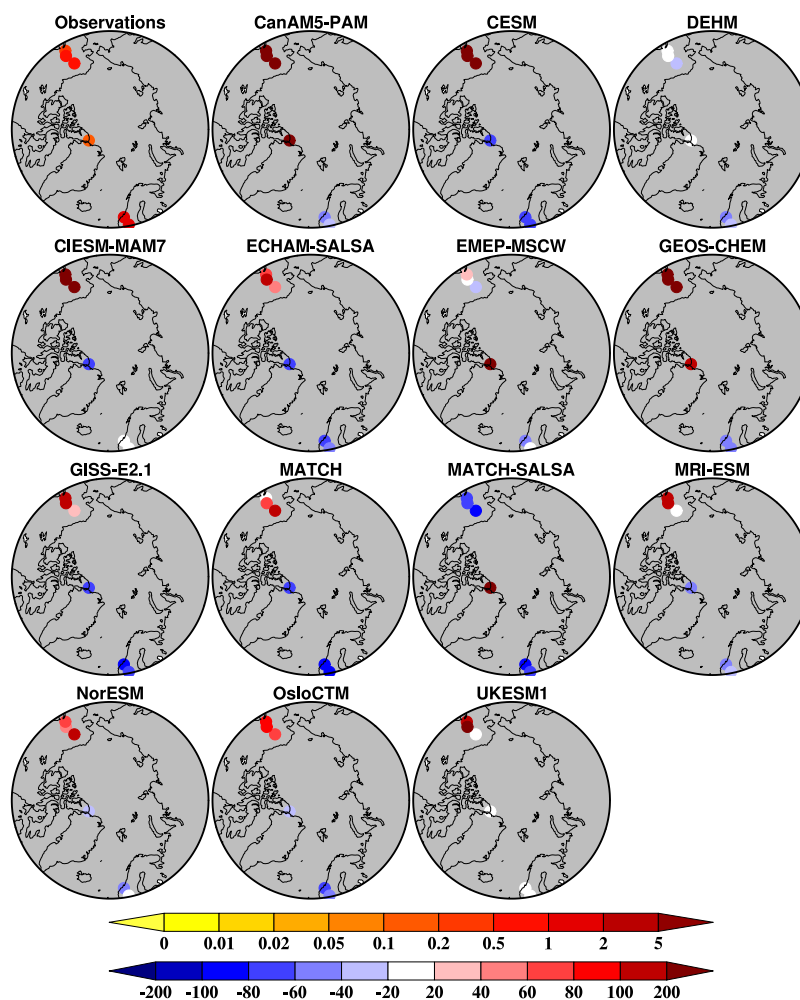 Observations CanAM5-PAM CESM DEHM
CIESM-MAM7 ECHAM-SALSA EMEP-MSCW GEOS-CHEM
GISS-E2.1 MATCH MATCH-SALSA MRI-ESM
NorESM OsloCTM UKESM1
0 0.01 0.02 0.05 0.1 0.2 0.5 1 2 5
-200 -100 -80 -60 -40 -20 20 40 60 80 100 200